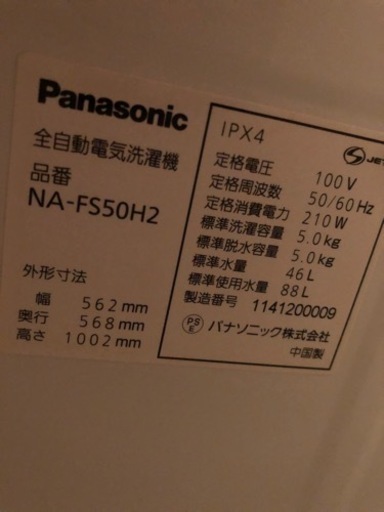 Panasonic
全自動電気洗濯機
品番
NA-FS50H2
外形寸法
幅 562mm
奥行 568mm
高さ 1002mm
IPX4
JET
定格電圧 100V
定格周波数 50/60Hz
定格消費電力 210W
標準洗濯容量 5.0kg
標準脱水容量 5.0kg
標準水量 46L
標準使用水量 88L
製造番号 1141200009
PSE パナソニック株式会社
中国製